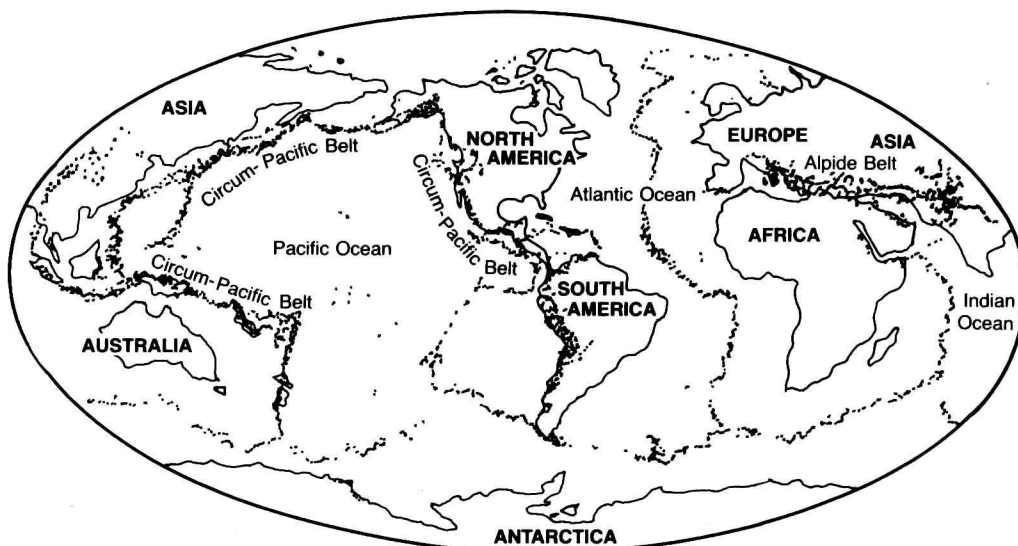 ASIA
Circum-Pacific Belt
NORTH
AMERICA
Circum-Pacific
Belt
EUROPE
ASIA
Alpide Belt
Atlantic Ocean
AFRICA
Pacific Ocean
Circum-Pacific Belt
SOUTH
AMERICA
Indian
Ocean
AUSTRALIA
ANTARCTICA